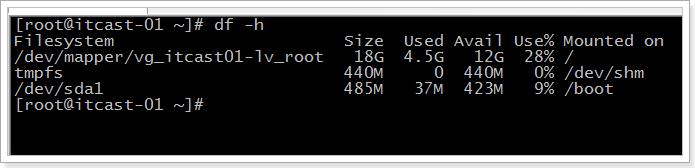 [root@itcast-01 ~]# df -h
Filesystem Size Used Avail Use% Mounted on
/dev/mapper/vg_itcast01-lv_root 18G 4.5G 12G 28% /
tmpfs 440M 0 440M 0% /dev/shm
/dev/sda1 485M 37M 423M 9% /boot
[root@itcast-01 ~]#